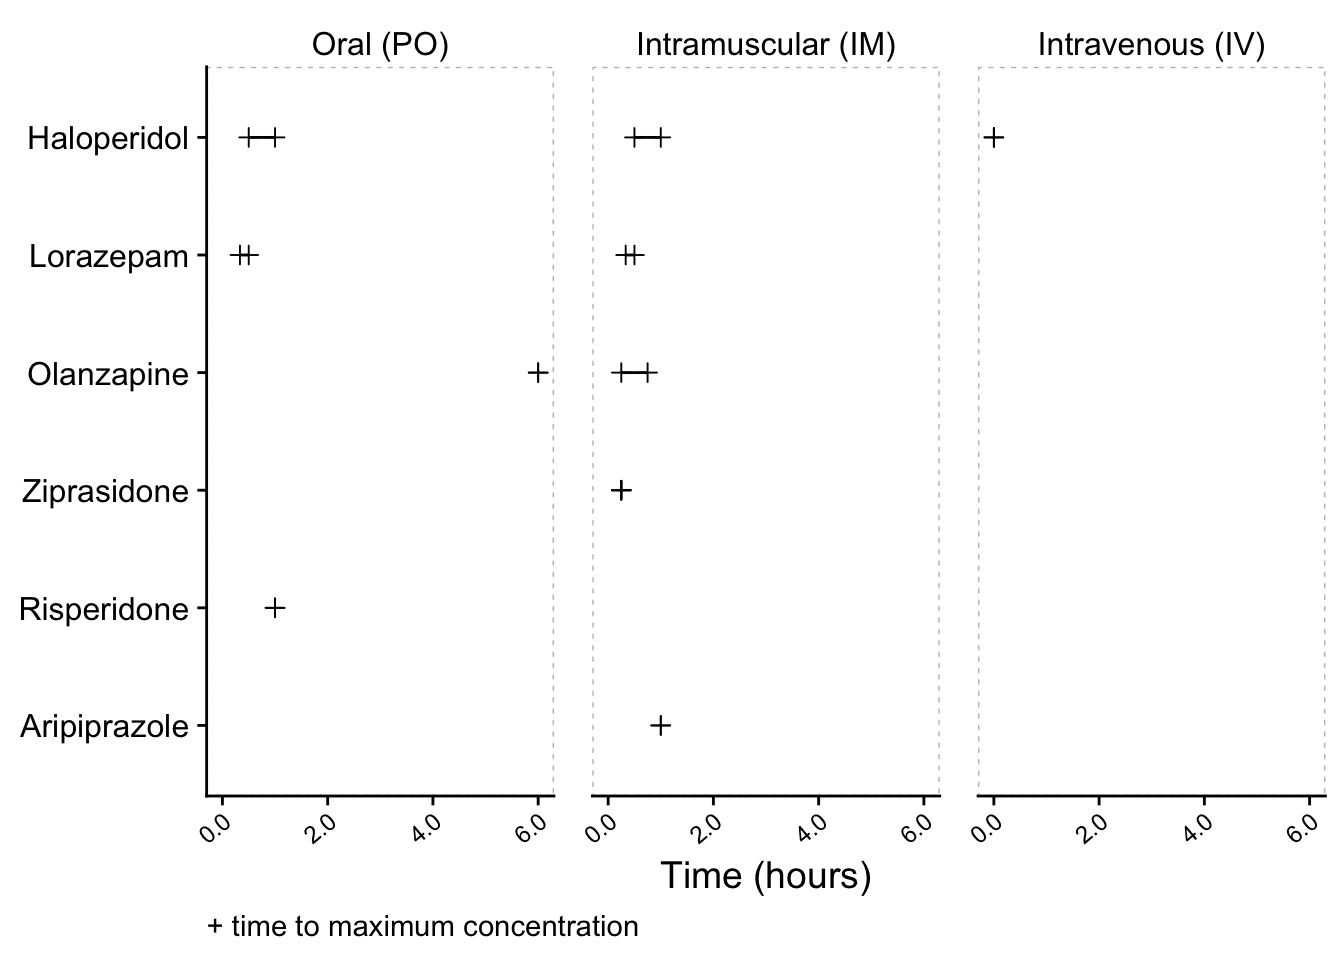 Oral (PO) Intramuscular (IM) Intravenous (IV)
Haloperidol
Lorazepam
Olanzapine
Ziprasidone
Risperidone
Aripiprazole
0.0 2.0 4.0 6.0 0.0 2.0 4.0 6.0 0.0 2.0 4.0 6.0
Time (hours)
+ time to maximum concentration